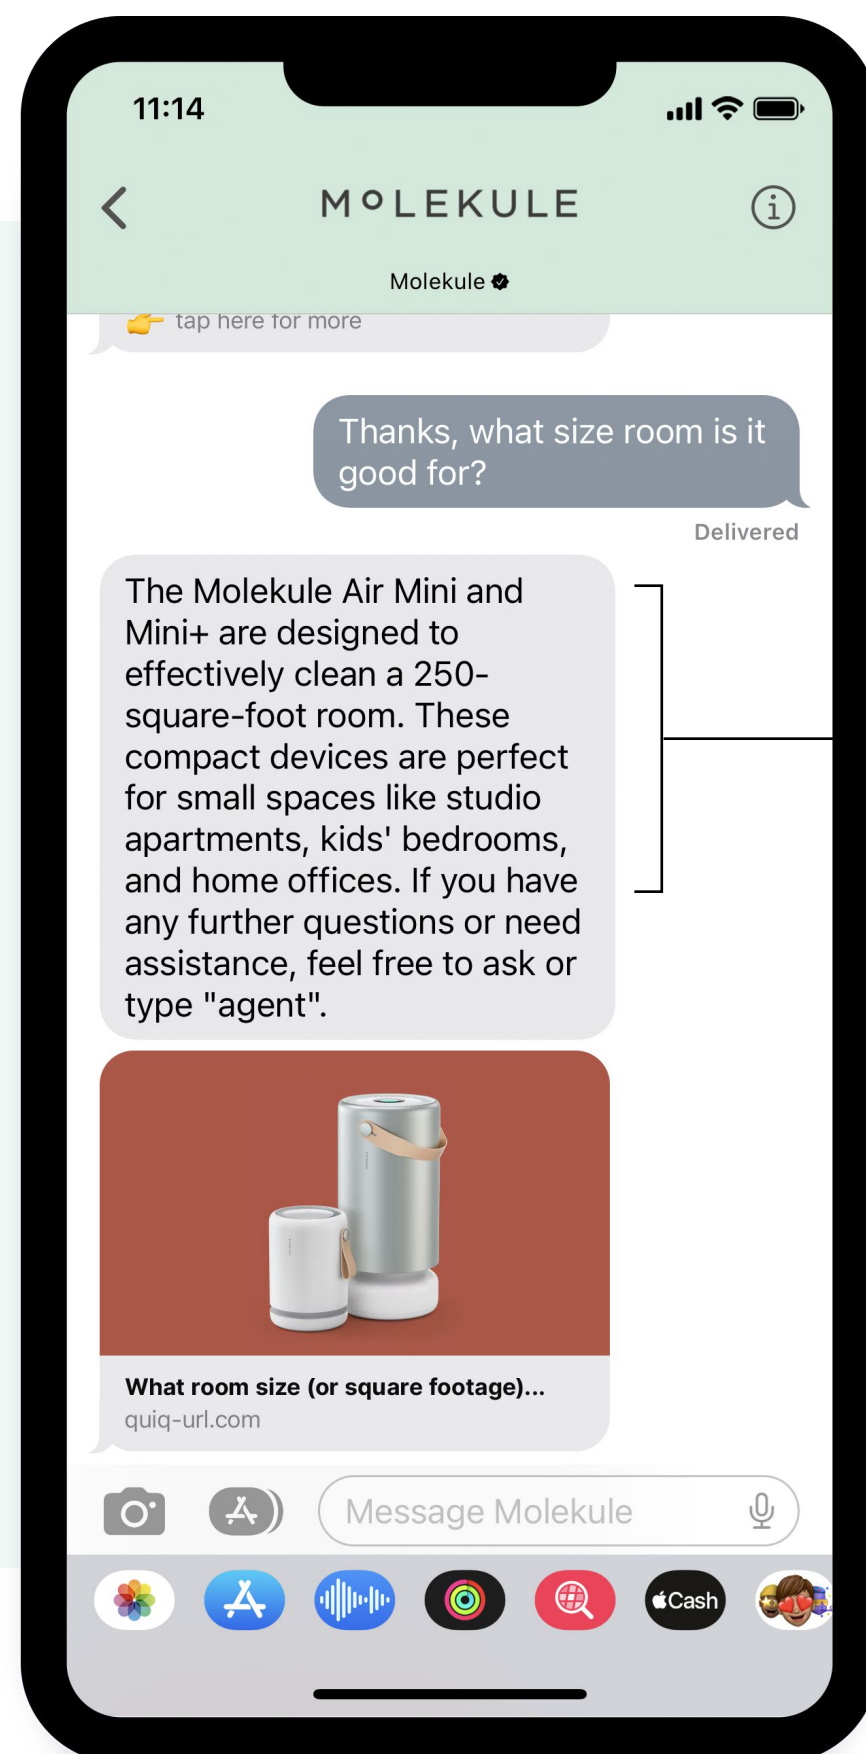 11:14
MOLEKULE
Molekule
tap here for more
Thanks, what size room is it
good for?
Delivered
The Molekule Air Mini and
Mini+ are designed to
effectively clean a 250-
square-foot room. These
compact devices are perfect
for small spaces like studio
apartments, kids' bedrooms,
and home offices. If you have
any further questions or need
assistance, feel free to ask or
type "agent".
What room size (or square footage)...
quiq-url.com
Message Molekule
Cash